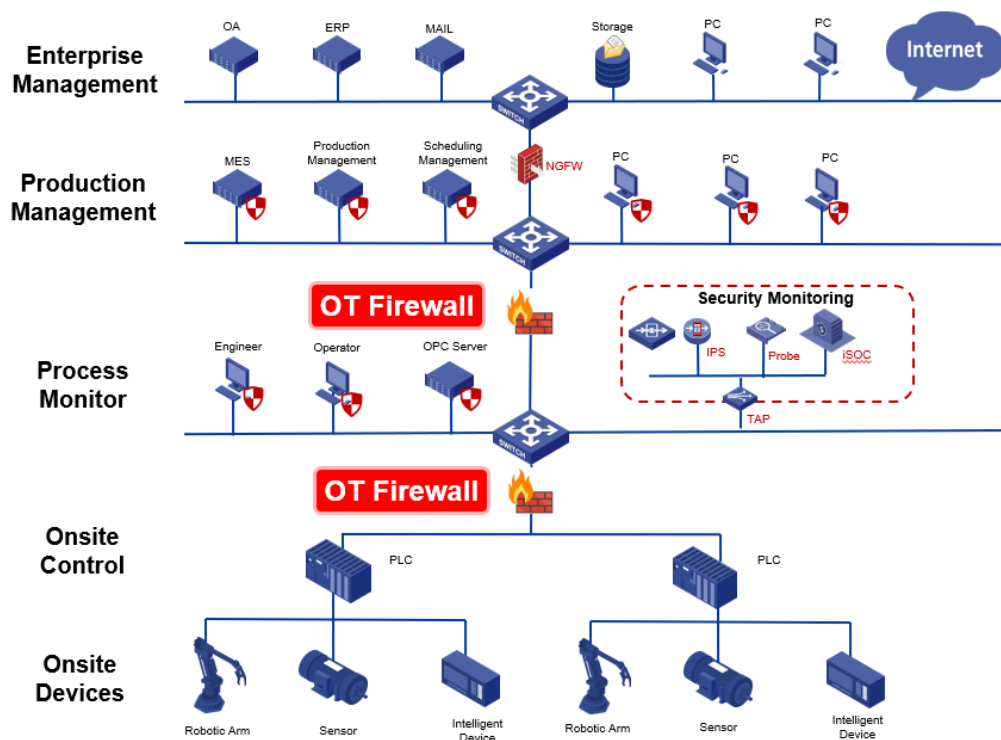 OA
ERP
MAIL
Storage
PC
PC
Internet
Enterprise
Management
SWITCH
MES
Production
Management
Scheduling
Management
NGFW
PC
PC
PC
Production
Management
SWITCH
OT Firewall
Security Monitoring
IPS
Probe
iSOC
TAP
Engineer
Operator
OPC Server
Process
Monitor
SWITCH
OT Firewall
Onsite
Control
PLC
PLC
Onsite
Devices
Robotic Arm
Sensor
Intelligent
Device
Robotic Arm
Sensor
Intelligent
Device